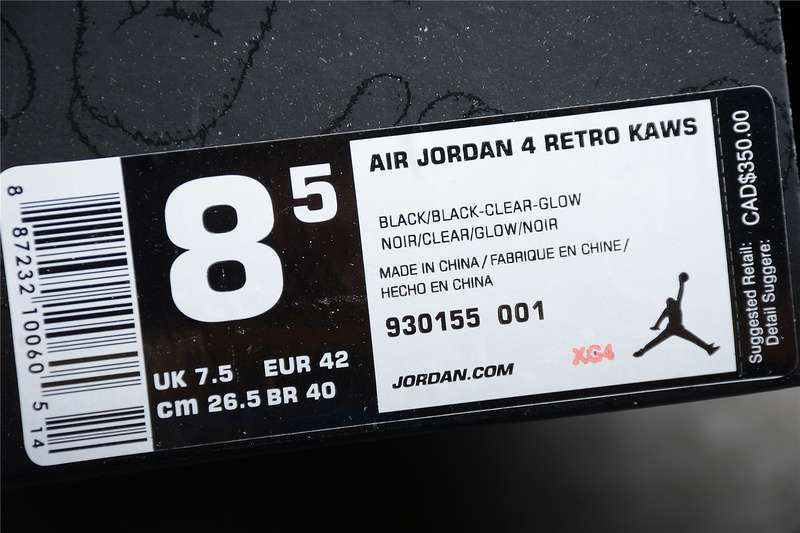 8 87232 10060 5 14
8 5
UK 7.5 EUR 42
cm 26.5 BR 40
AIR JORDAN 4 RETRO KAWS
BLACK/BLACK-CLEAR-GLOW
NOIR/CLEAR/GLOW/NOIR
MADE IN CHINA / FABRIQUE EN CHINE /
HECHO EN CHINA
930155 001
XG4
JORDAN.COM
Suggested Retail: CAD$350.00
Detail Suggere: